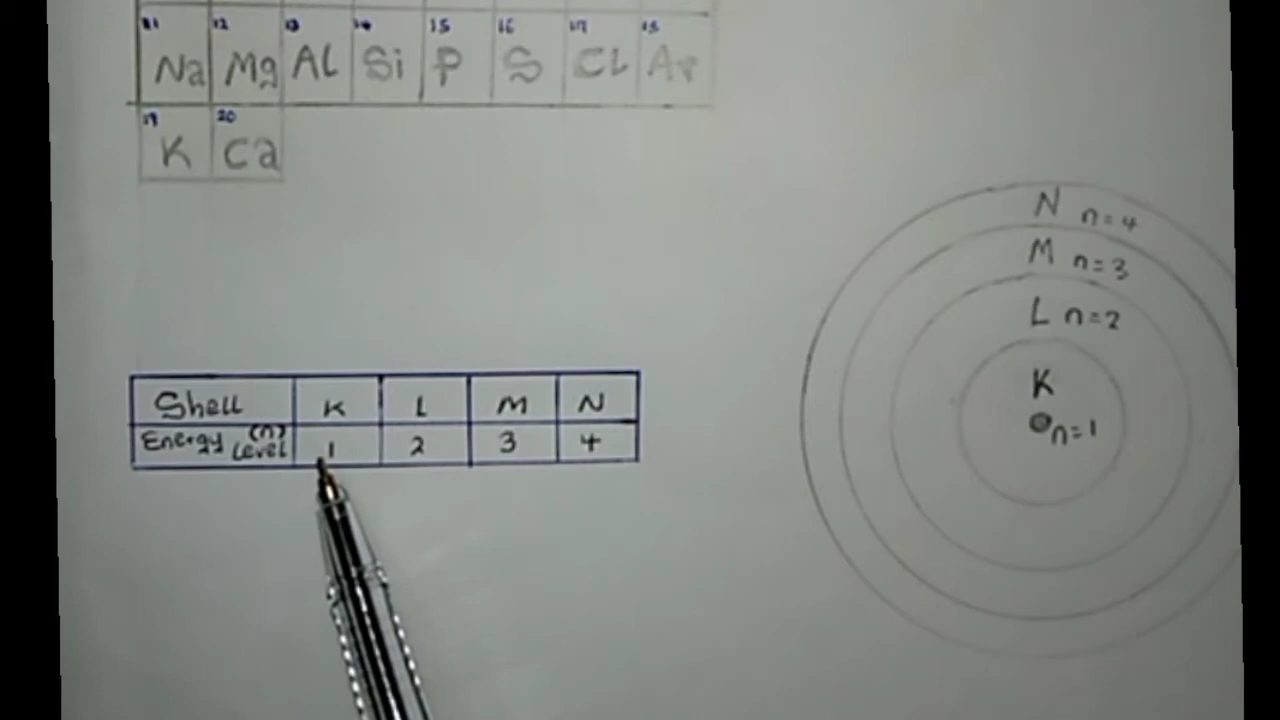 11 12 13 14 15 16 17 18
Na Mg Al Si P S Cl Ar
19 20
K Ca
N n=4
M n=3
L n=2
K
n=1
Shell K L M N
Energy (n) Level 1 2 3 4